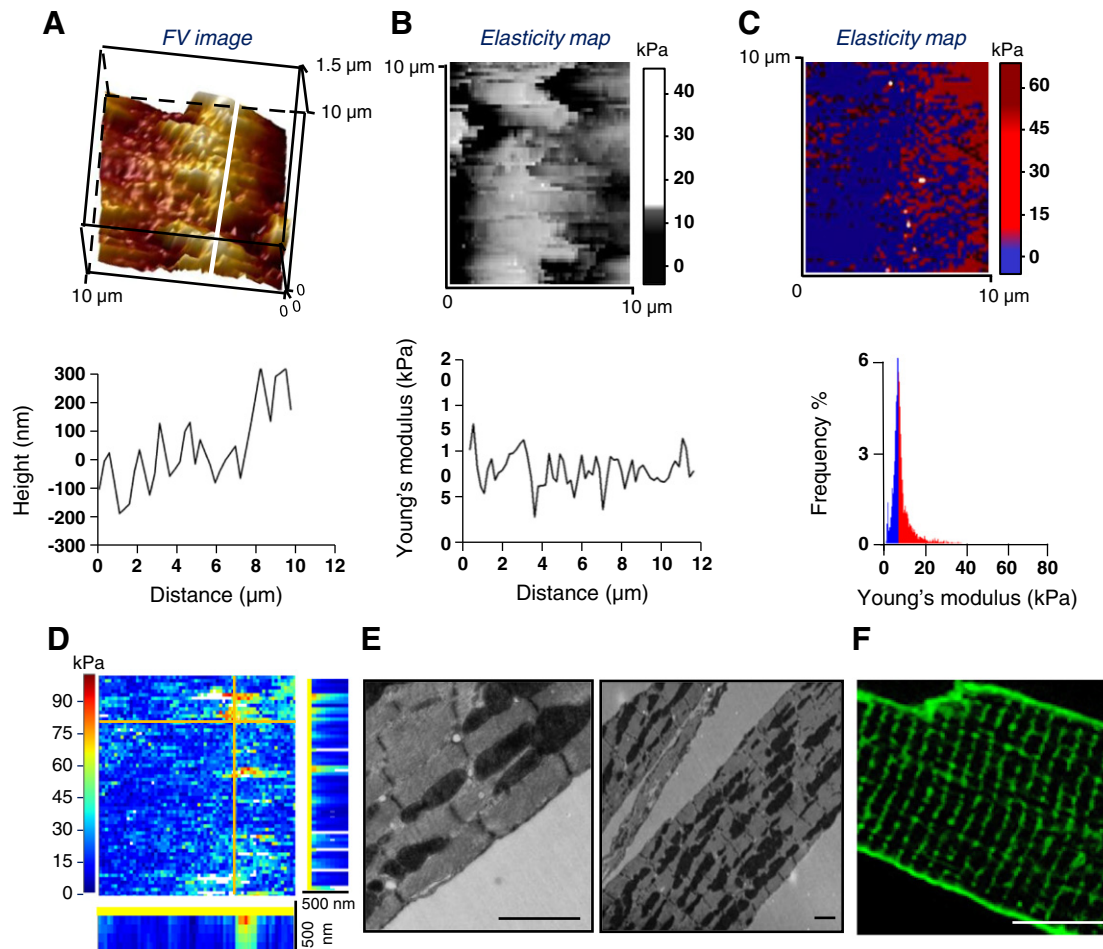 A
FV image
1.5 µm
10 µm
10 µm
0
0
0
B
Elasticity map
kPa
10 µm
40
30
20
10
0
0
10 µm
C
Elasticity map
kPa
10 µm
60
45
30
15
0
0
10 µm
Height (nm)
300
200
100
0
-100
-200
-300
0
2
4
6
8
10
12
Distance (µm)
Young's modulus (kPa)
2
0
1
5
1
0
5
0
0
2
4
6
8
10
12
Distance (µm)
Frequency %
6
3
0
0
20
40
60
80
Young's modulus (kPa)
D
kPa
90
75
60
45
30
15
0
500 nm
500
nm
E
F